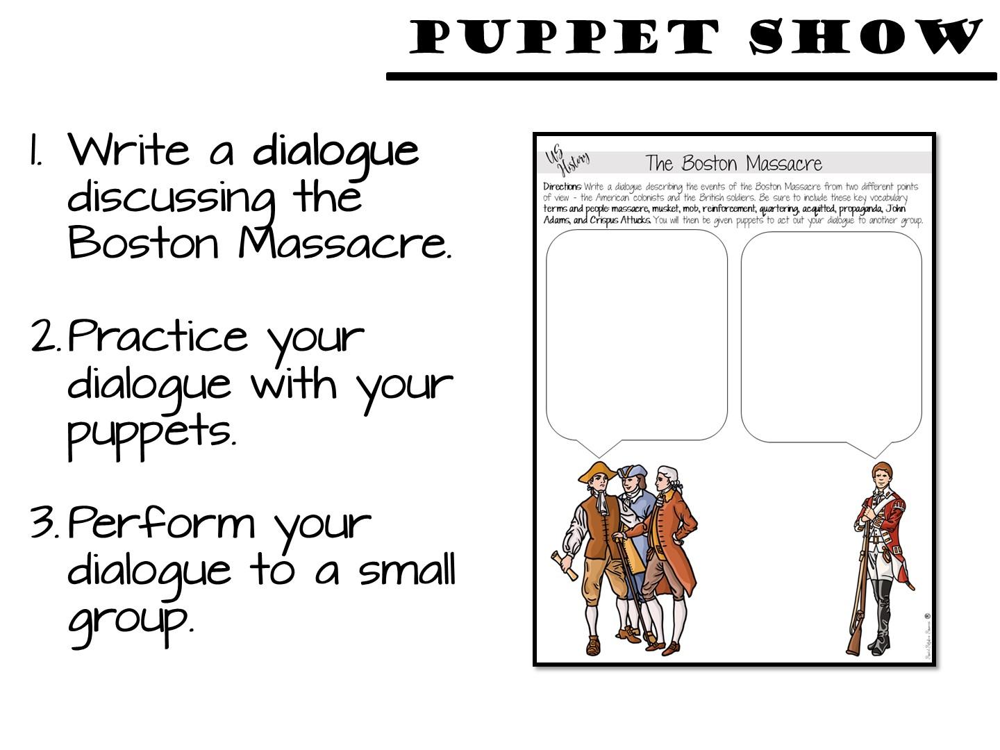 PUPPET SHOW
1. Write a dialogue
discussing the
Boston Massacre.
2. Practice your
dialogue with your
puppets.
3. Perform your
dialogue to a small
group.
US
History
The Boston Massacre
Directions: Write a dialogue describing the events of the Boston Massacre from two different points
of view - the American colonists and the British soldiers. Be sure to include these key vocabulary
terms and people: massacre, musket, mob, reinforcement, quartering, acquitted, propaganda, John
Adams, and Crispus Attucks. You will then be given puppets to act out your dialogue to another group.